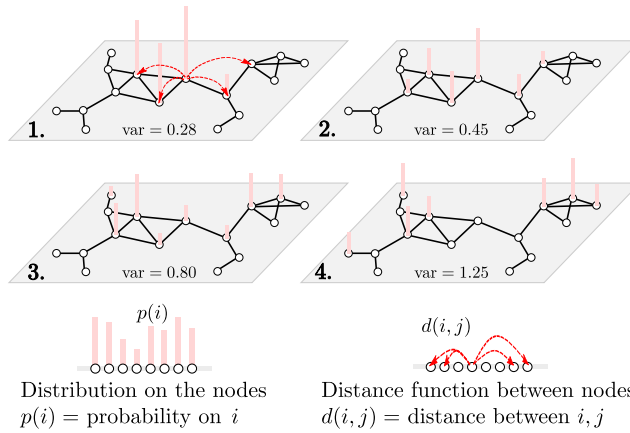 1. var = 0.28
2. var = 0.45
3. var = 0.80
4. var = 1.25
p(i)
d(i, j)
Distribution on the nodes
p(i) = probability on i
Distance function between nodes
d(i, j) = distance between i, j